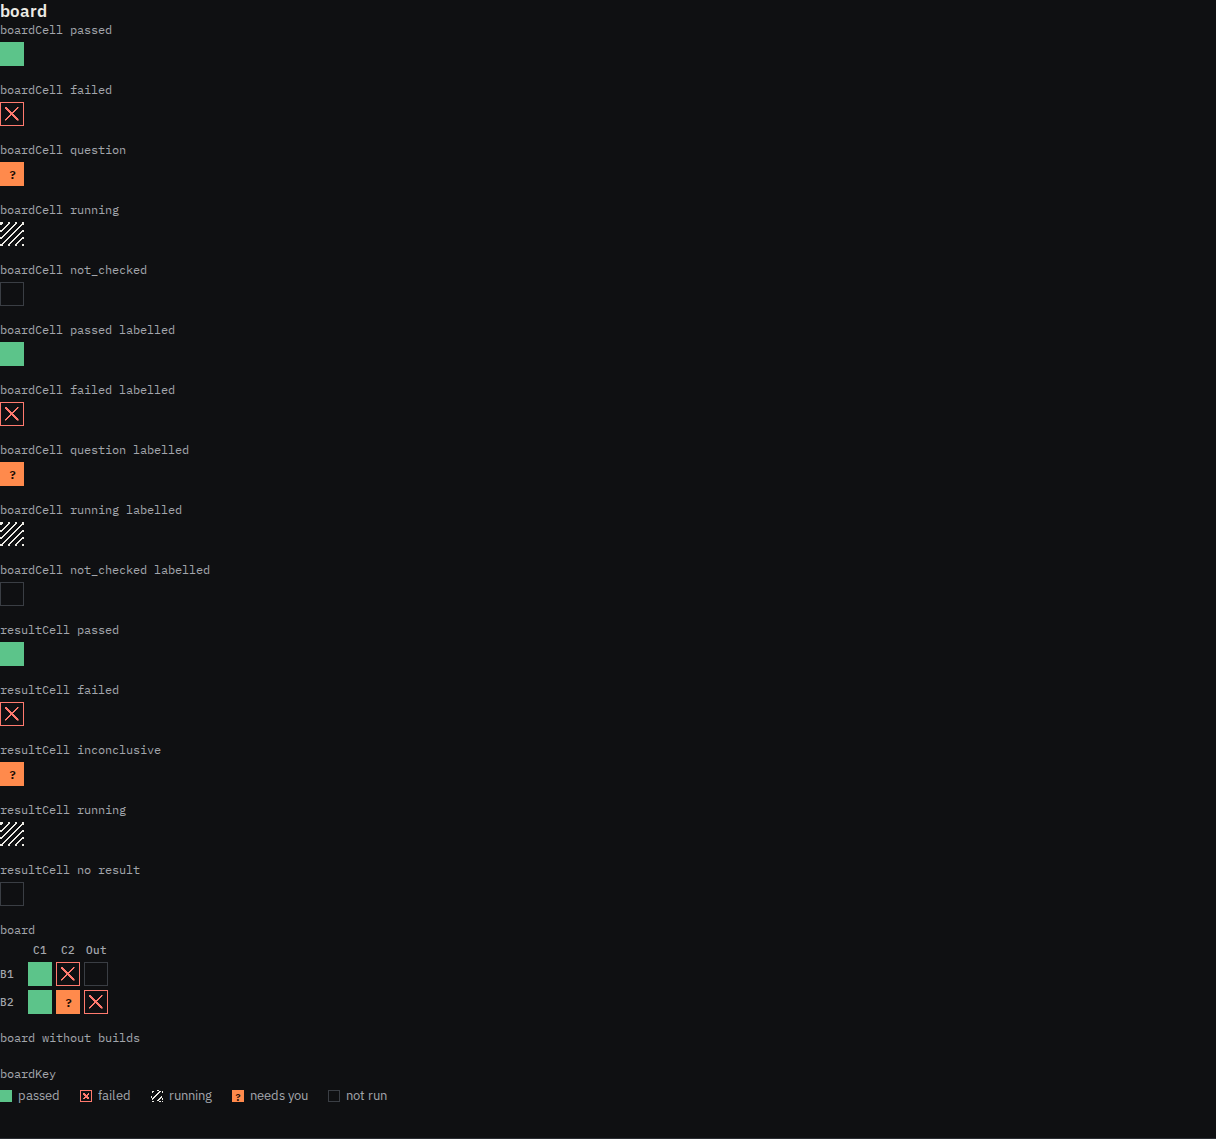 board
boardCell passed
boardCell failed
boardCell question
?
boardCell running
boardCell not_checked
boardCell passed labelled
boardCell failed labelled
boardCell question labelled
?
boardCell running labelled
boardCell not_checked labelled
resultCell passed
resultCell failed
resultCell inconclusive
?
resultCell running
resultCell no result
board
C1 C2 Out
B1
B2 ?
board without builds
boardKey
passed failed running ? needs you not run